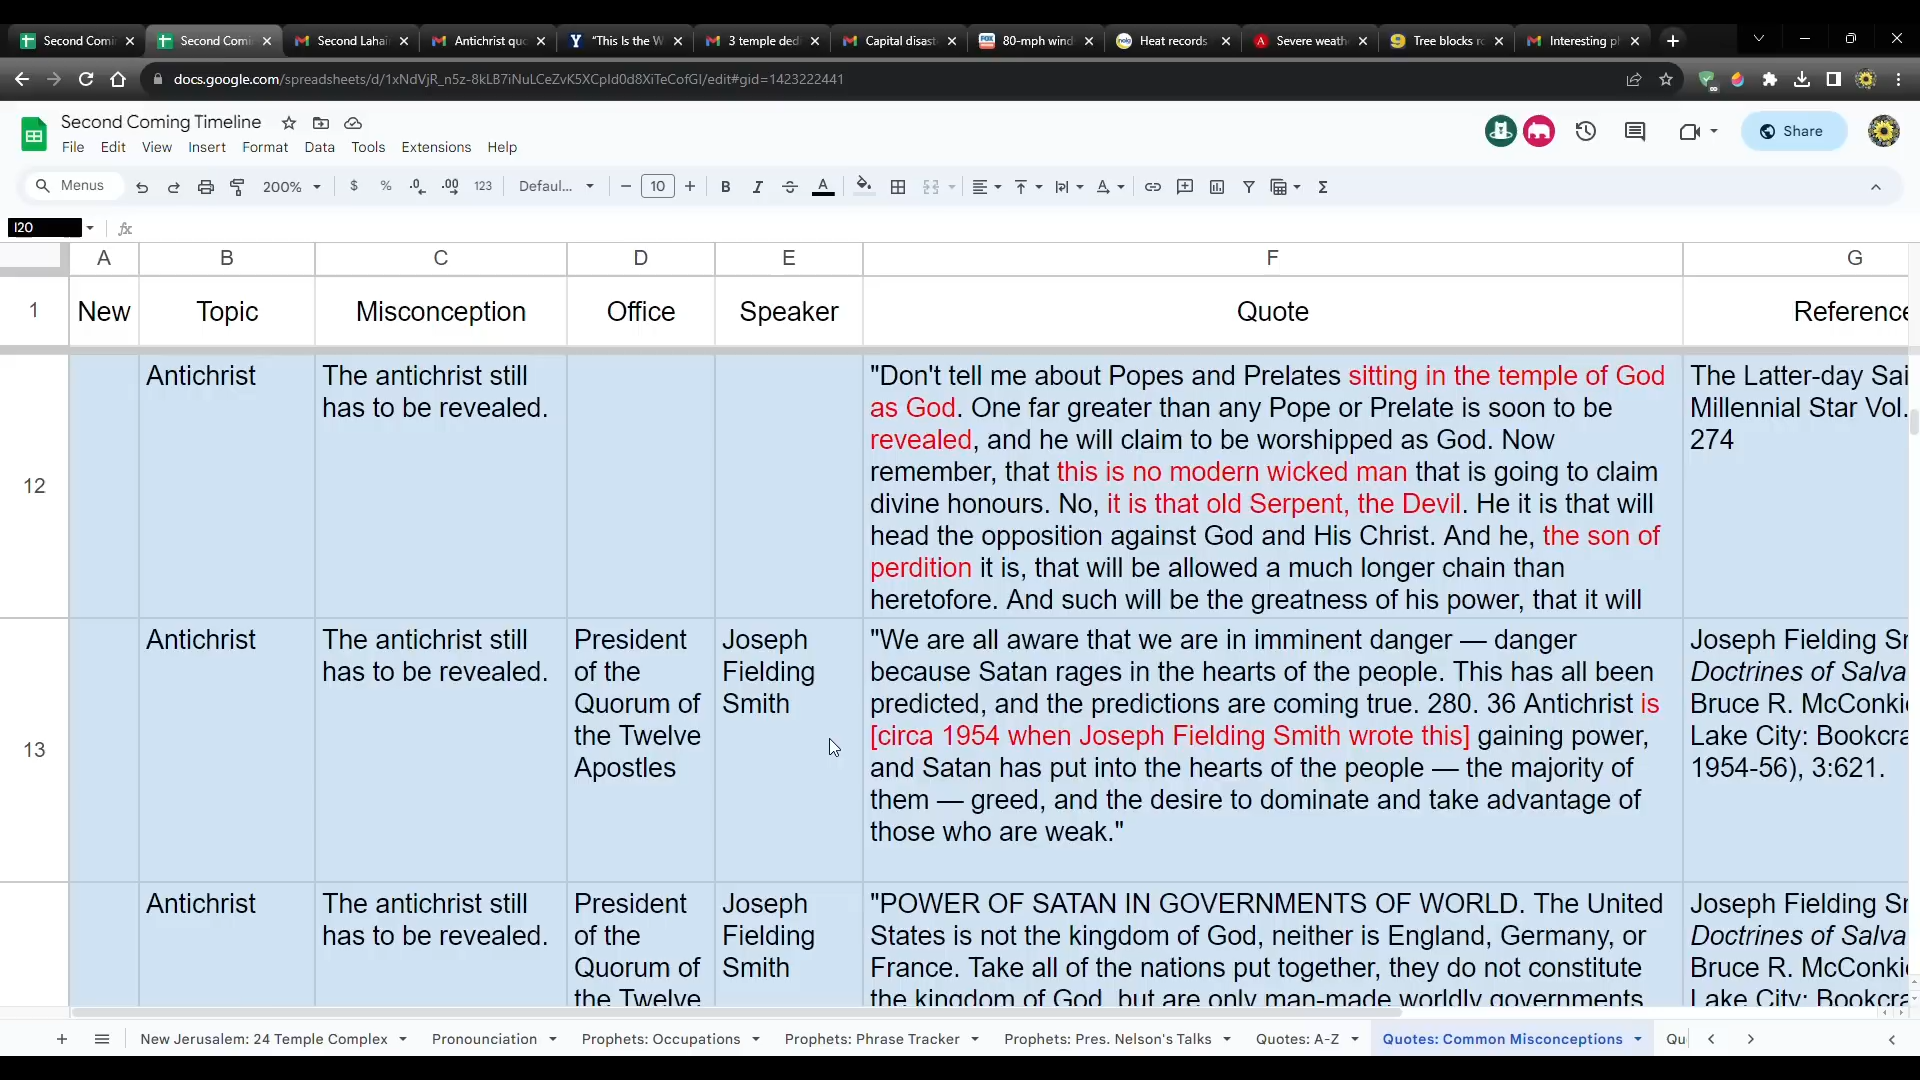 Second Comi
Second Comi
Second Lahai
Antichrist quo
"This Is the W
3 temple dedi
Capital disast
80-mph wind
Heat records
Severe weath
Tree blocks ro
Interesting pl
docs.google.com/spreadsheets/d/1xNdVjR_n5z-8kLB7iNuLCeZvK5XCpId0d8XiTeCofGI/edit#gid=1423222441
Second Coming Timeline
File Edit View Insert Format Data Tools Extensions Help
Share
Menus 200% $ % .0 .00 123 Defaul... 10 B I A
I20 fx
A B C D E F G
1 New Topic Misconception Office Speaker Quote Reference
12
Antichrist
The antichrist still
has to be revealed.
"Don't tell me about Popes and Prelates sitting in the temple of God
as God. One far greater than any Pope or Prelate is soon to be
revealed, and he will claim to be worshipped as God. Now
remember, that this is no modern wicked man that is going to claim
divine honours. No, it is that old Serpent, the Devil. He it is that will
head the opposition against God and His Christ. And he, the son of
perdition it is, that will be allowed a much longer chain than
heretofore. And such will be the greatness of his power, that it will
The Latter-day Sai
Millennial Star Vol.
274
13
Antichrist
The antichrist still
has to be revealed.
President
of the
Quorum of
the Twelve
Apostles
Joseph
Fielding
Smith
"We are all aware that we are in imminent danger — danger
because Satan rages in the hearts of the people. This has all been
predicted, and the predictions are coming true. 280. 36 Antichrist is
[circa 1954 when Joseph Fielding Smith wrote this] gaining power,
and Satan has put into the hearts of the people — the majority of
them — greed, and the desire to dominate and take advantage of
those who are weak."
Joseph Fielding Sm
Doctrines of Salva
Bruce R. McConkie
Lake City: Bookcra
1954-56), 3:621.
Antichrist
The antichrist still
has to be revealed.
President
of the
Quorum of
the Twelve
Joseph
Fielding
Smith
"POWER OF SATAN IN GOVERNMENTS OF WORLD. The United
States is not the kingdom of God, neither is England, Germany, or
France. Take all of the nations put together, they do not constitute
the kingdom of God, but are only man-made worldly governments
Joseph Fielding Sm
Doctrines of Salva
Bruce R. McConkie
Lake City: Bookcra
New Jerusalem: 24 Temple Complex Pronounciation Prophets: Occupations Prophets: Phrase Tracker Prophets: Pres. Nelson's Talks Quotes: A-Z Quotes: Common Misconceptions Qu